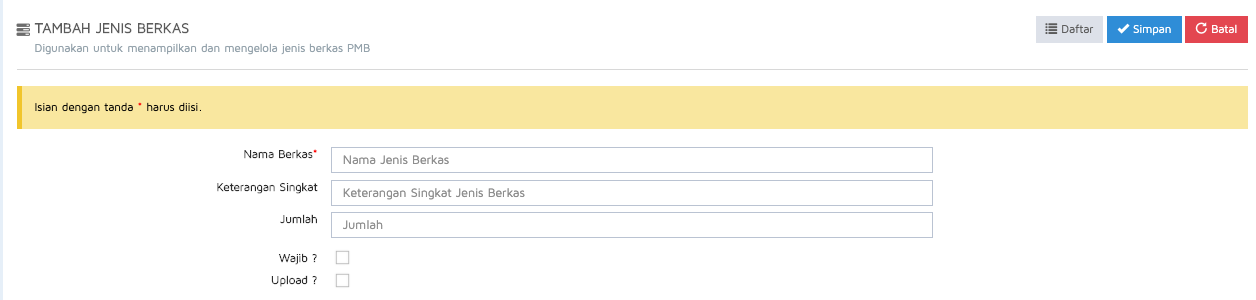 TAMBAH JENIS BERKAS
Digunakan untuk menampilkan dan mengelola jenis berkas PMB
Daftar
Simpan
Batal
Isian dengan tanda * harus diisi.
Nama Berkas*
Nama Jenis Berkas
Keterangan Singkat
Keterangan Singkat Jenis Berkas
Jumlah
Jumlah
Wajib ?
Upload ?